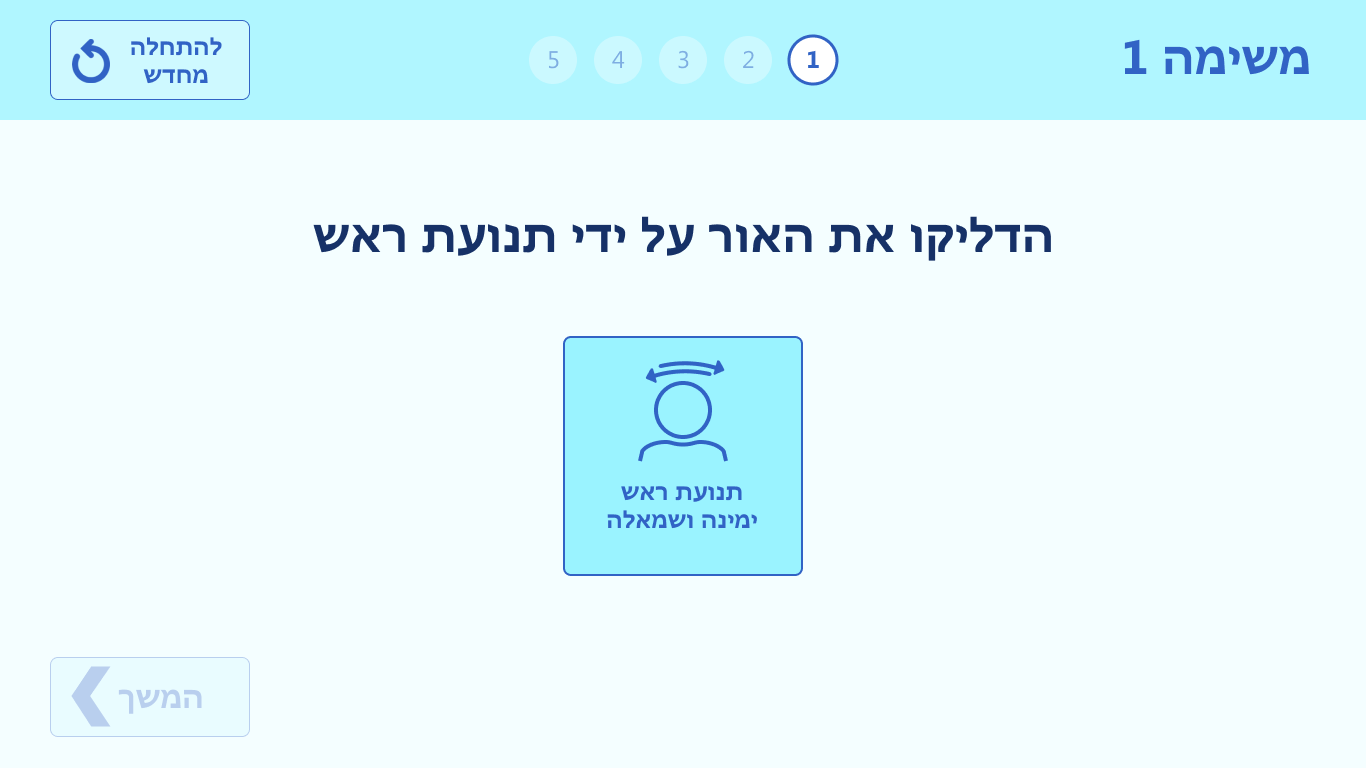 משימה 1
1 2 3 4 5
להתחלה
מחדש
הדליקו את האור על ידי תנועת ראש
תנועת ראש
ימינה ושמאלה
המשך